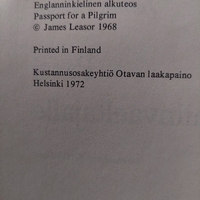 Englanninkielinen alkuteos
Passport for a Pilgrim
© James Leasor 1968
Printed in Finland
Kustannusosakeyhtiö Otavan laakapaino
Helsinki 1972